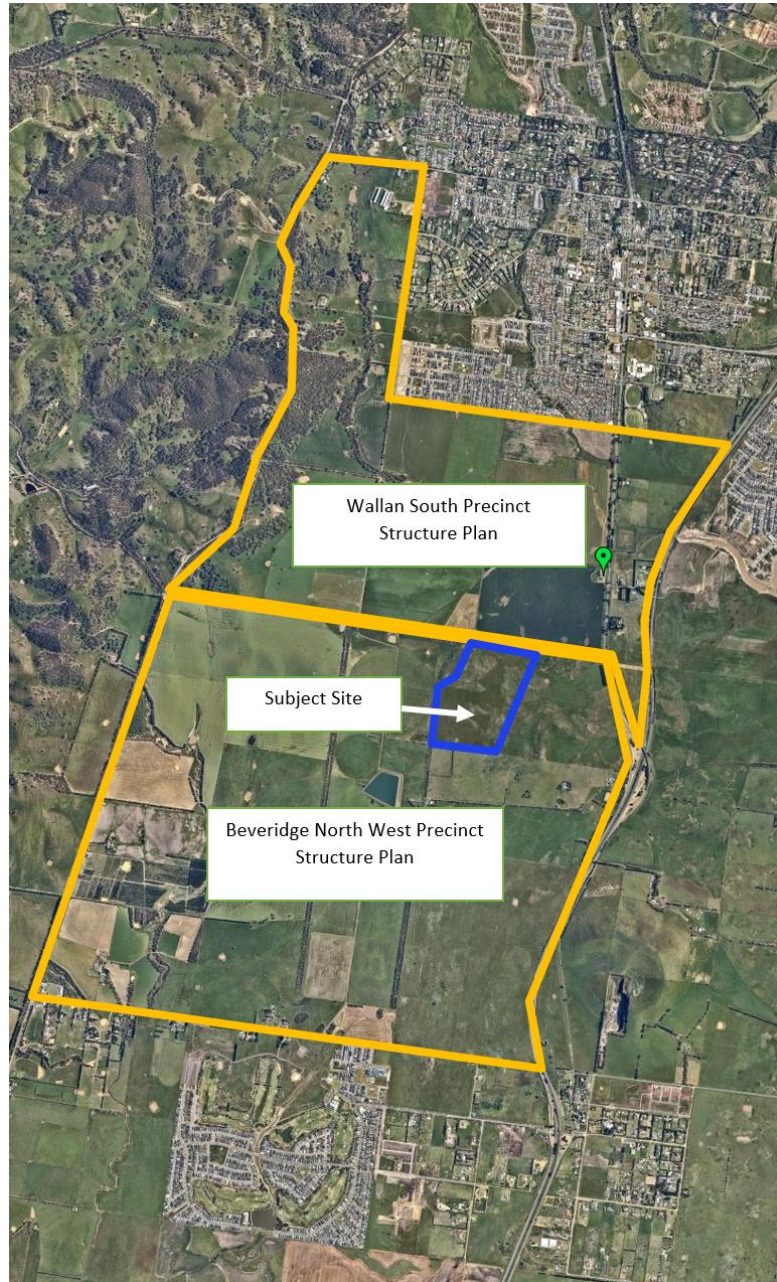 Wallan South Precinct
Structure Plan
Subject Site
Beveridge North West Precinct
Structure Plan